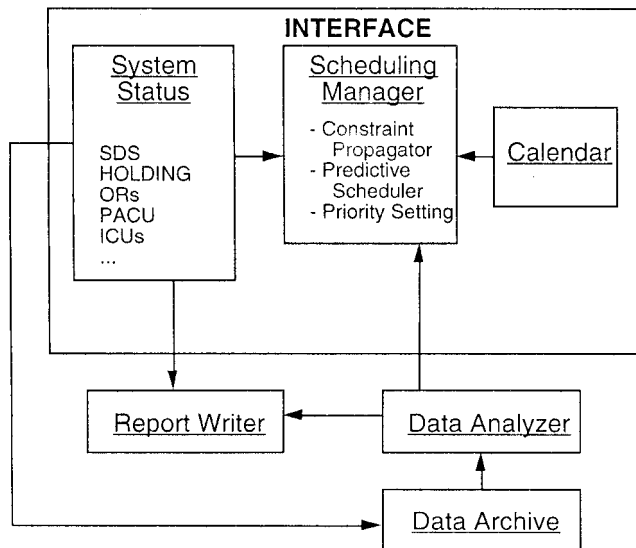 INTERFACE
System
Status
SDS
HOLDING
ORs
PACU
ICUs
...
Scheduling
Manager
- Constraint
Propagator
- Predictive
Scheduler
- Priority Setting
Calendar
Report Writer
Data Analyzer
Data Archive